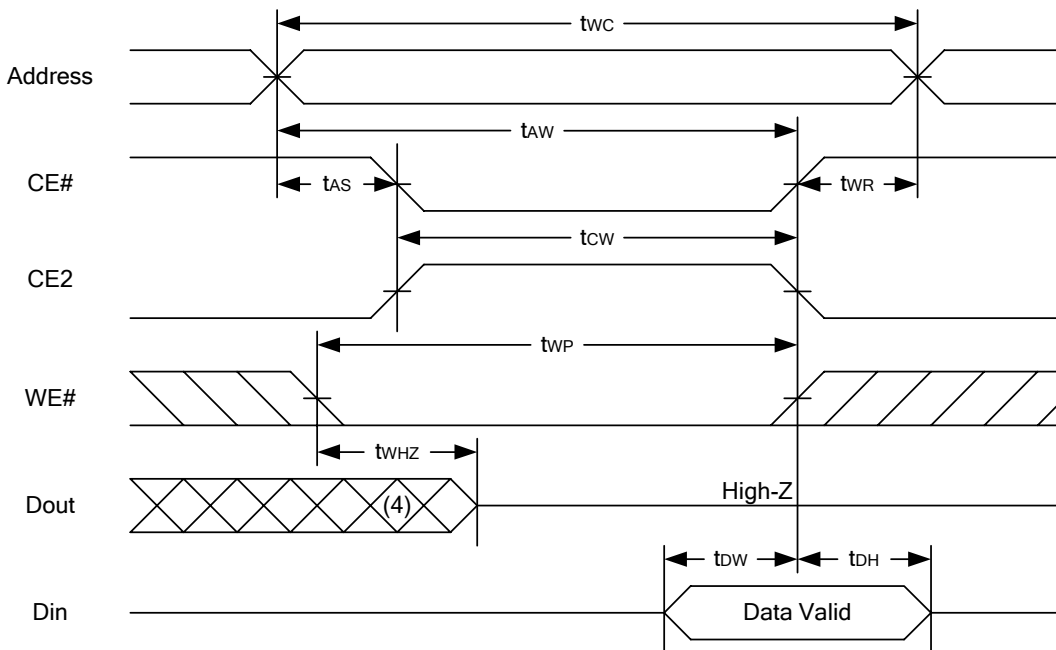 tWC
Address
tAW
CE#
tAS
tWR
tCW
CE2
tWP
WE#
tWHZ
Dout
(4)
High-Z
tDW
tDH
Din
Data Valid